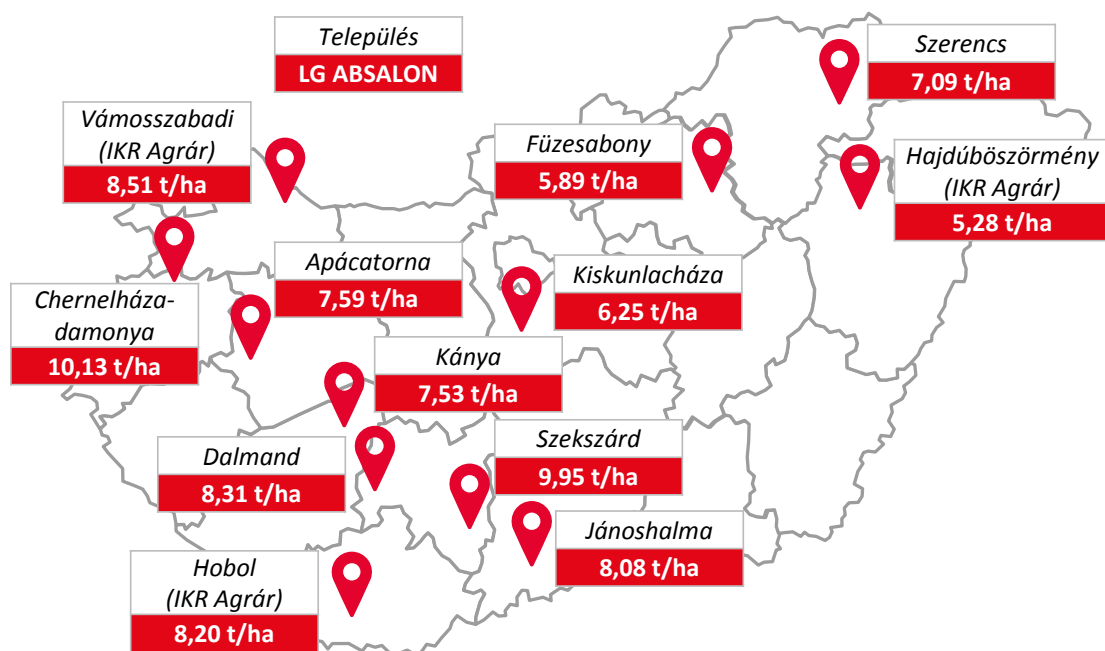 Település
LG ABSALON
Szerencs
7,09 t/ha
Vámosszabadi
(IKR Agrár)
8,51 t/ha
Füzesabony
5,89 t/ha
Hajdúböszörmény
(IKR Agrár)
5,28 t/ha
Apácatorna
7,59 t/ha
Kiskunlacháza
6,25 t/ha
Chernelháza-
damonya
10,13 t/ha
Kánya
7,53 t/ha
Szekszárd
9,95 t/ha
Dalmand
8,31 t/ha
Jánoshalma
8,08 t/ha
Hobol
(IKR Agrár)
8,20 t/ha